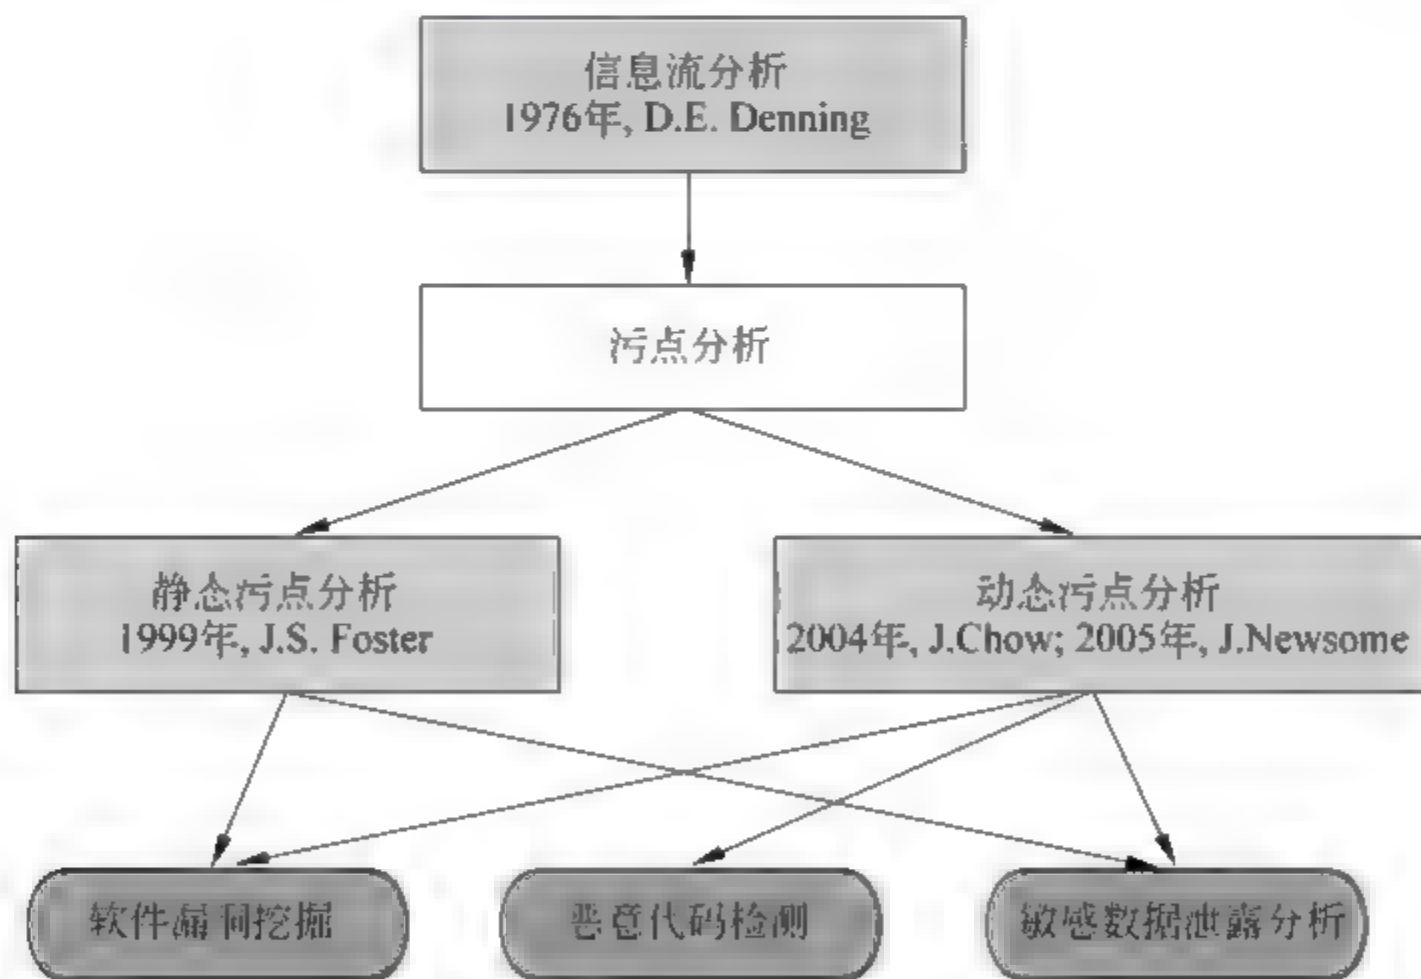 信息流分析
1976年, D.E. Denning
污点分析
静态污点分析
1999年, J.S. Foster
动态污点分析
2004年, J.Chow; 2005年, J.Newsome
软件漏洞挖掘
恶意代码检测
敏感数据泄露分析